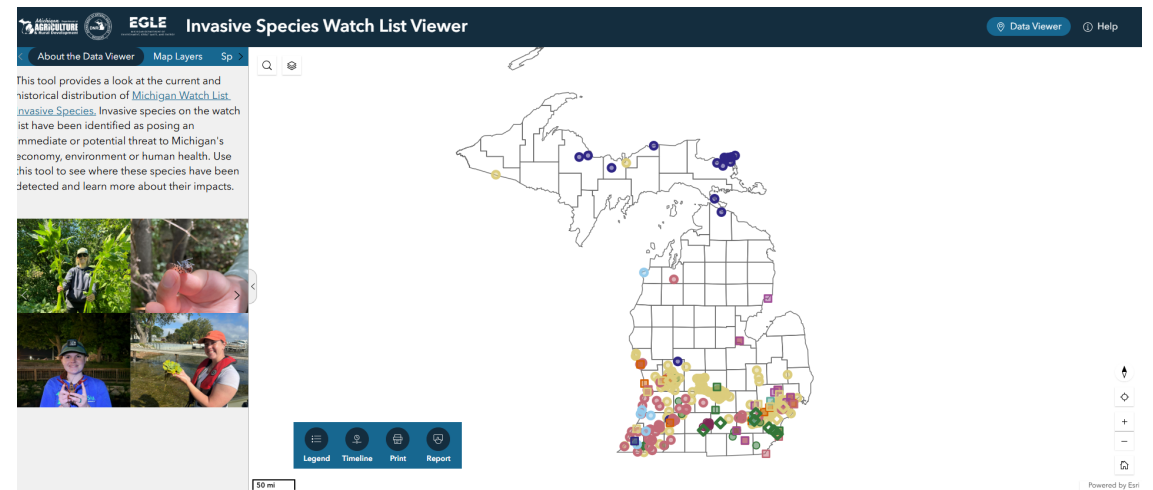 Michigan Department of
AGRICULTURE
& Rural Development
DNR
EGLE
Invasive Species Watch List Viewer
Data Viewer
Help
About the Data Viewer
Map Layers
Sp
This tool provides a look at the current and
historical distribution of Michigan Watch List
Invasive Species. Invasive species on the watch
list have been identified as posing an
immediate or potential threat to Michigan's
economy, environment or human health. Use
this tool to see where these species have been
detected and learn more about their impacts.
Legend
Timeline
Print
Report
50 mi
Powered by Esri